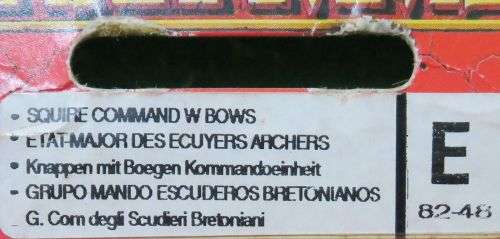 • SQUIRE COMMAND W BOWS
• ETAT-MAJOR DES ECUYERS ARCHERS
• Knappen mit Boegen Kommandoeinheit
• GRUPO MANDO ESCUDEROS BRETONIANOS
G. Com degli Scudieri Bretoniani
E
82-48